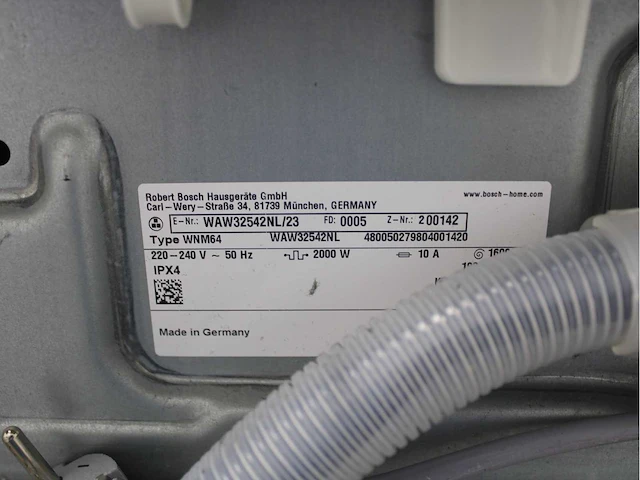 Robert Bosch Hausgeräte GmbH
Carl-Wery-Straße 34, 81739 München, GERMANY
www.bosch-home.com
E-Nr.: WAW32542NL/23 FD: 0005 Z-Nr.: 200142
Type WNM64 WAW32542NL 480050279804001420
220-240 V ~ 50 Hz 2000 W 10 A
IPX4
Made in Germany